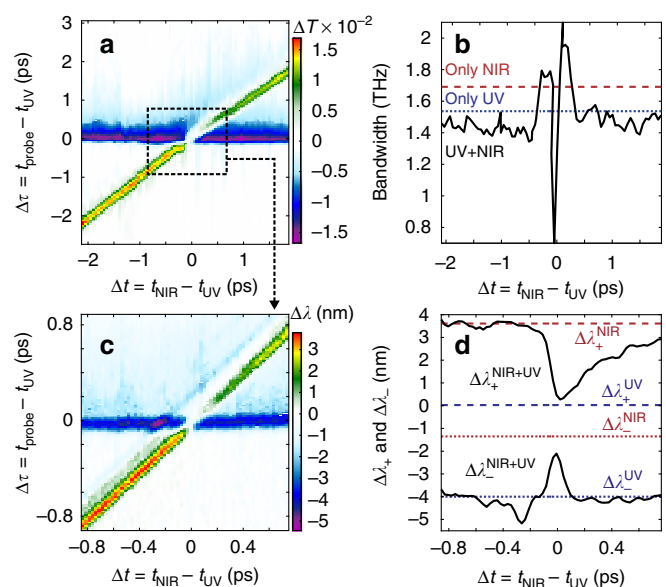 a
ΔT × 10⁻²
Δτ = t_probe − t_UV (ps)
2
1
0
−1
−2
1.5
1
0.5
0
−0.5
−1
−1.5
−2 −1 0 1
Δt = t_NIR − t_UV (ps)
b
Bandwidth (THz)
2
1.8
1.6
1.4
1.2
1
0.8
Only NIR
Only UV
UV+NIR
−2 −1 0 1
Δt = t_NIR − t_UV (ps)
c
Δλ (nm)
Δτ = t_probe − t_UV (ps)
0.8
0
−0.8
3
2
1
0
−1
−2
−3
−4
−5
−0.8 −0.4 0 0.4
Δt = t_NIR − t_UV (ps)
d
Δλ₊ and Δλ₋ (nm)
4
3
2
1
0
−1
−2
−3
−4
−5
Δλ₊^NIR
Δλ₊^NIR+UV
Δλ₊^UV
Δλ₋^NIR
Δλ₋^NIR+UV
Δλ₋^UV
−0.8 −0.4 0 0.4
Δt = t_NIR − t_UV (ps)